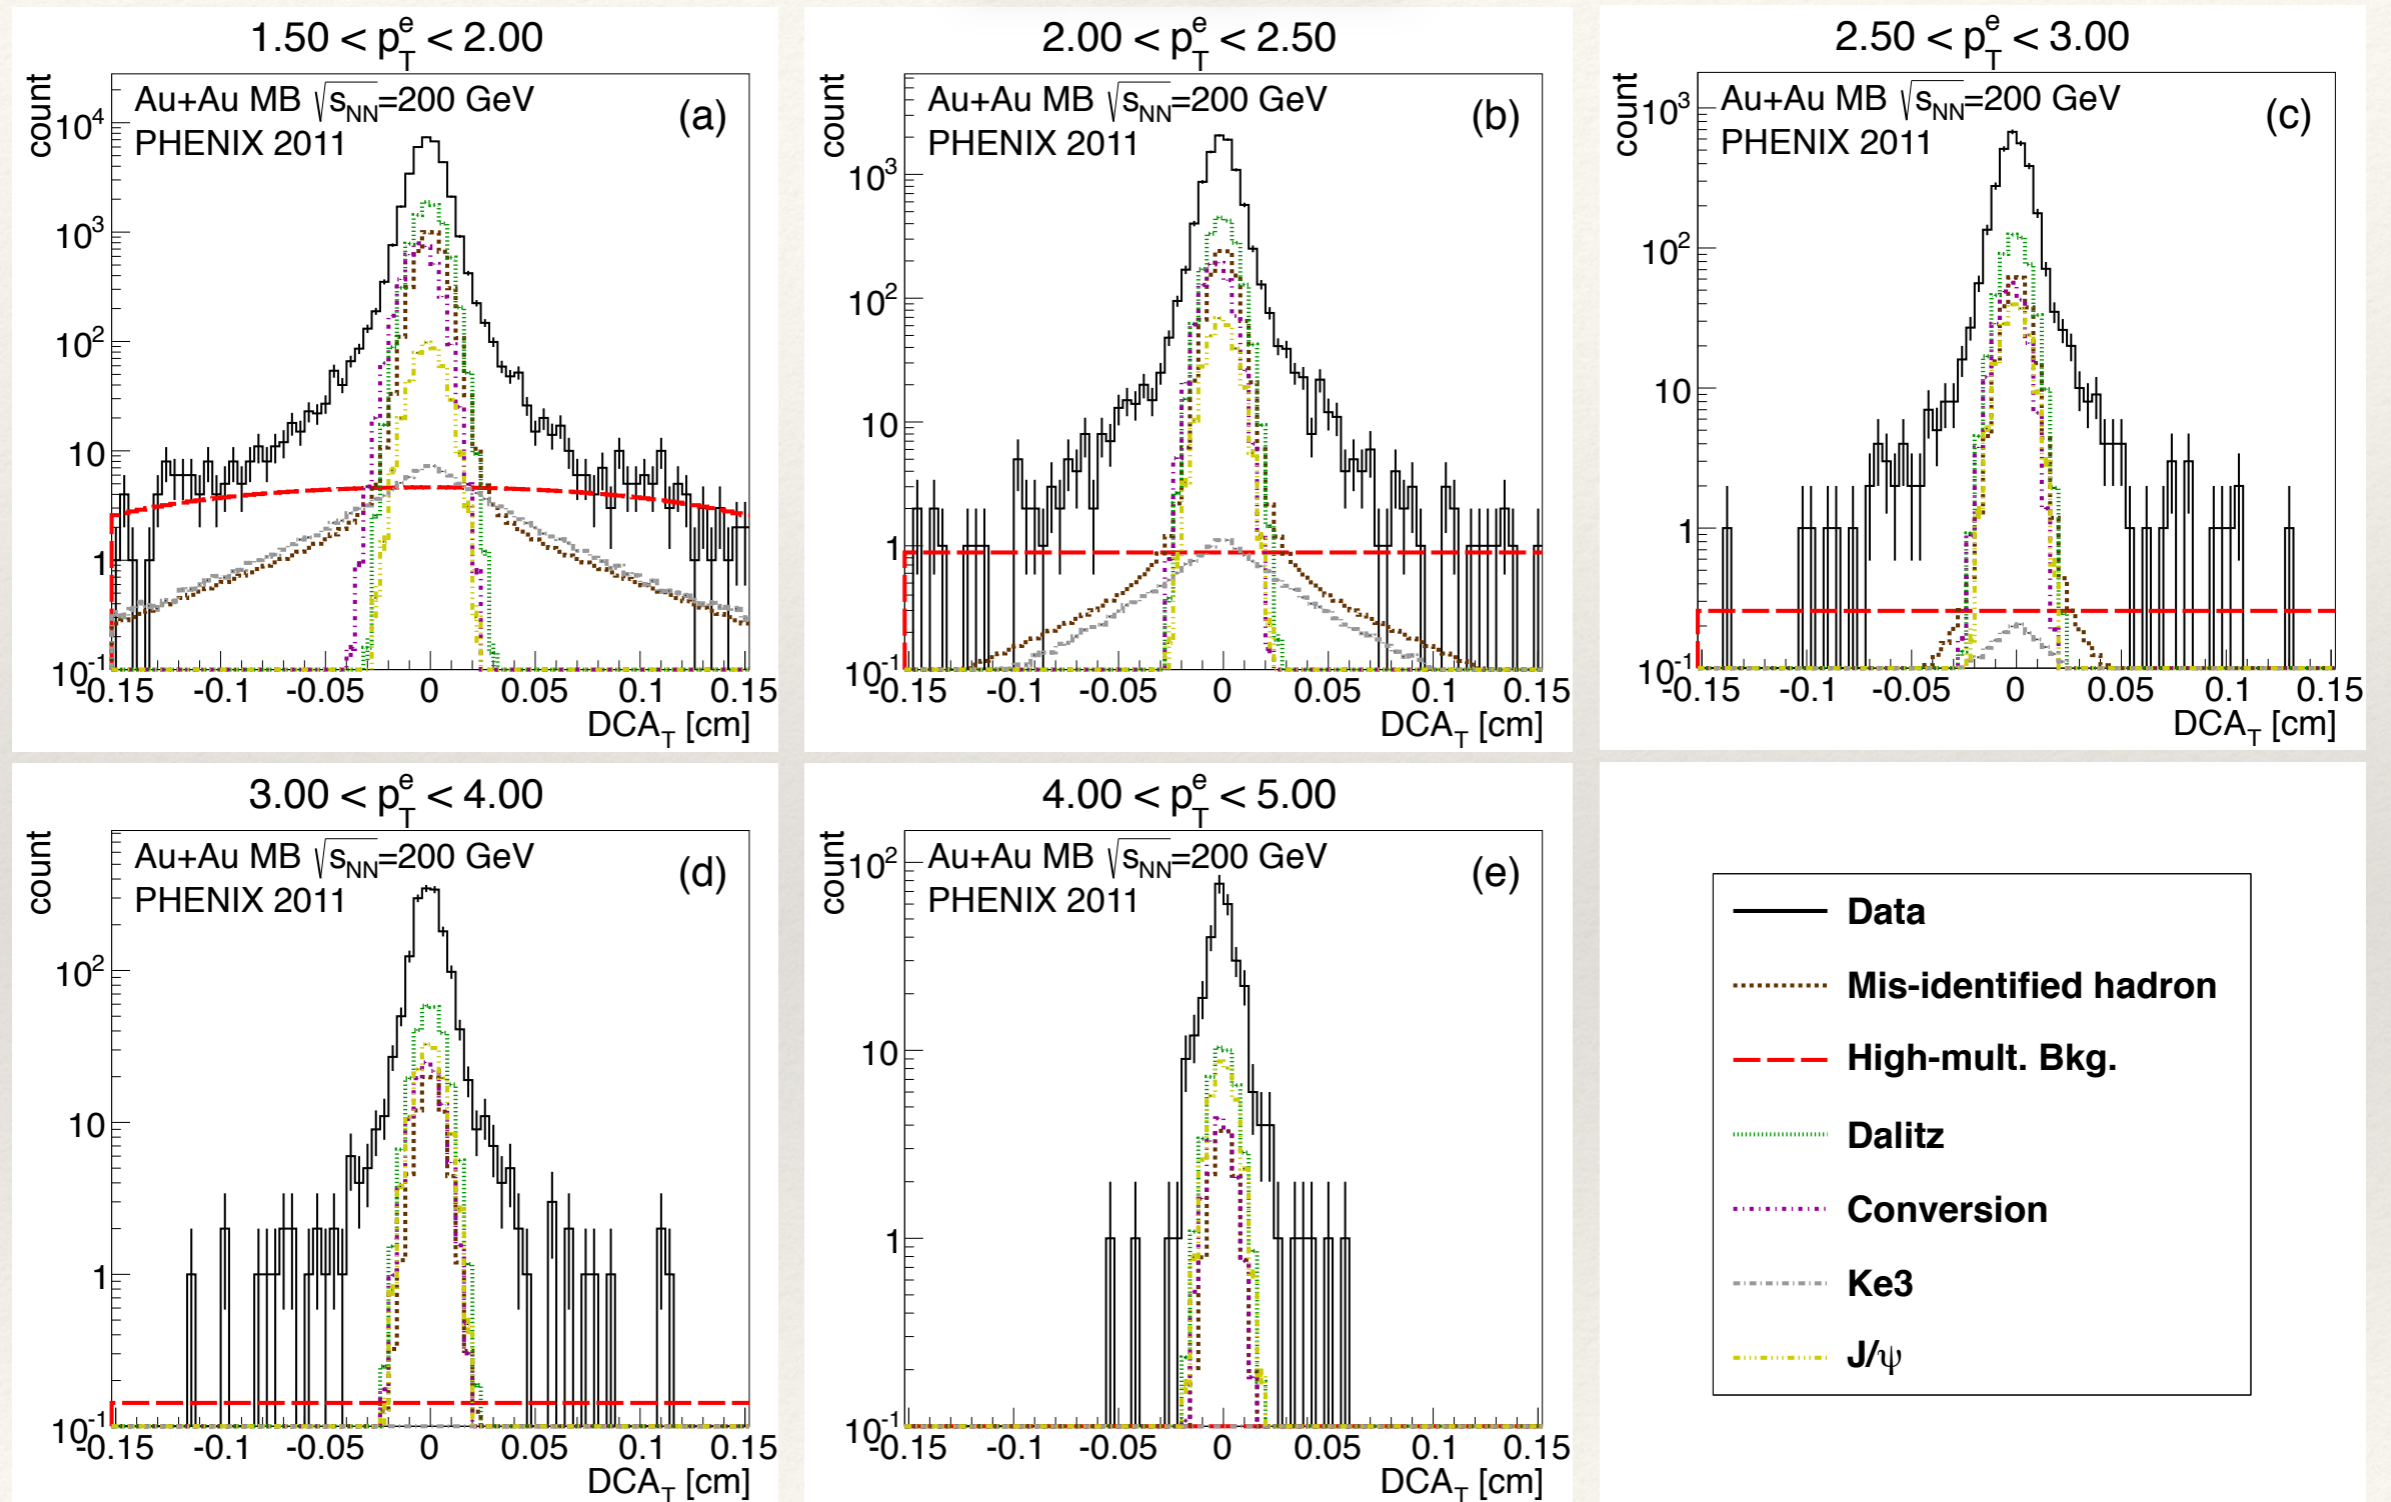 1.50 < p_T^e < 2.00
count
Au+Au MB √s_NN=200 GeV
(a)
PHENIX 2011
10^4
10^3
10^2
10
1
10^-1
-0.15 -0.1 -0.05 0 0.05 0.1 0.15
DCA_T [cm]
2.00 < p_T^e < 2.50
count
Au+Au MB √s_NN=200 GeV
(b)
PHENIX 2011
10^3
10^2
10
1
10^-1
-0.15 -0.1 -0.05 0 0.05 0.1 0.15
DCA_T [cm]
2.50 < p_T^e < 3.00
count
Au+Au MB √s_NN=200 GeV
(c)
PHENIX 2011
10^3
10^2
10
1
10^-1
-0.15 -0.1 -0.05 0 0.05 0.1 0.15
DCA_T [cm]
3.00 < p_T^e < 4.00
count
Au+Au MB √s_NN=200 GeV
(d)
PHENIX 2011
10^2
10
1
10^-1
-0.15 -0.1 -0.05 0 0.05 0.1 0.15
DCA_T [cm]
4.00 < p_T^e < 5.00
count
Au+Au MB √s_NN=200 GeV
(e)
PHENIX 2011
10^2
10
1
10^-1
-0.15 -0.1 -0.05 0 0.05 0.1 0.15
DCA_T [cm]
Data
Mis-identified hadron
High-mult. Bkg.
Dalitz
Conversion
Ke3
J/ψ